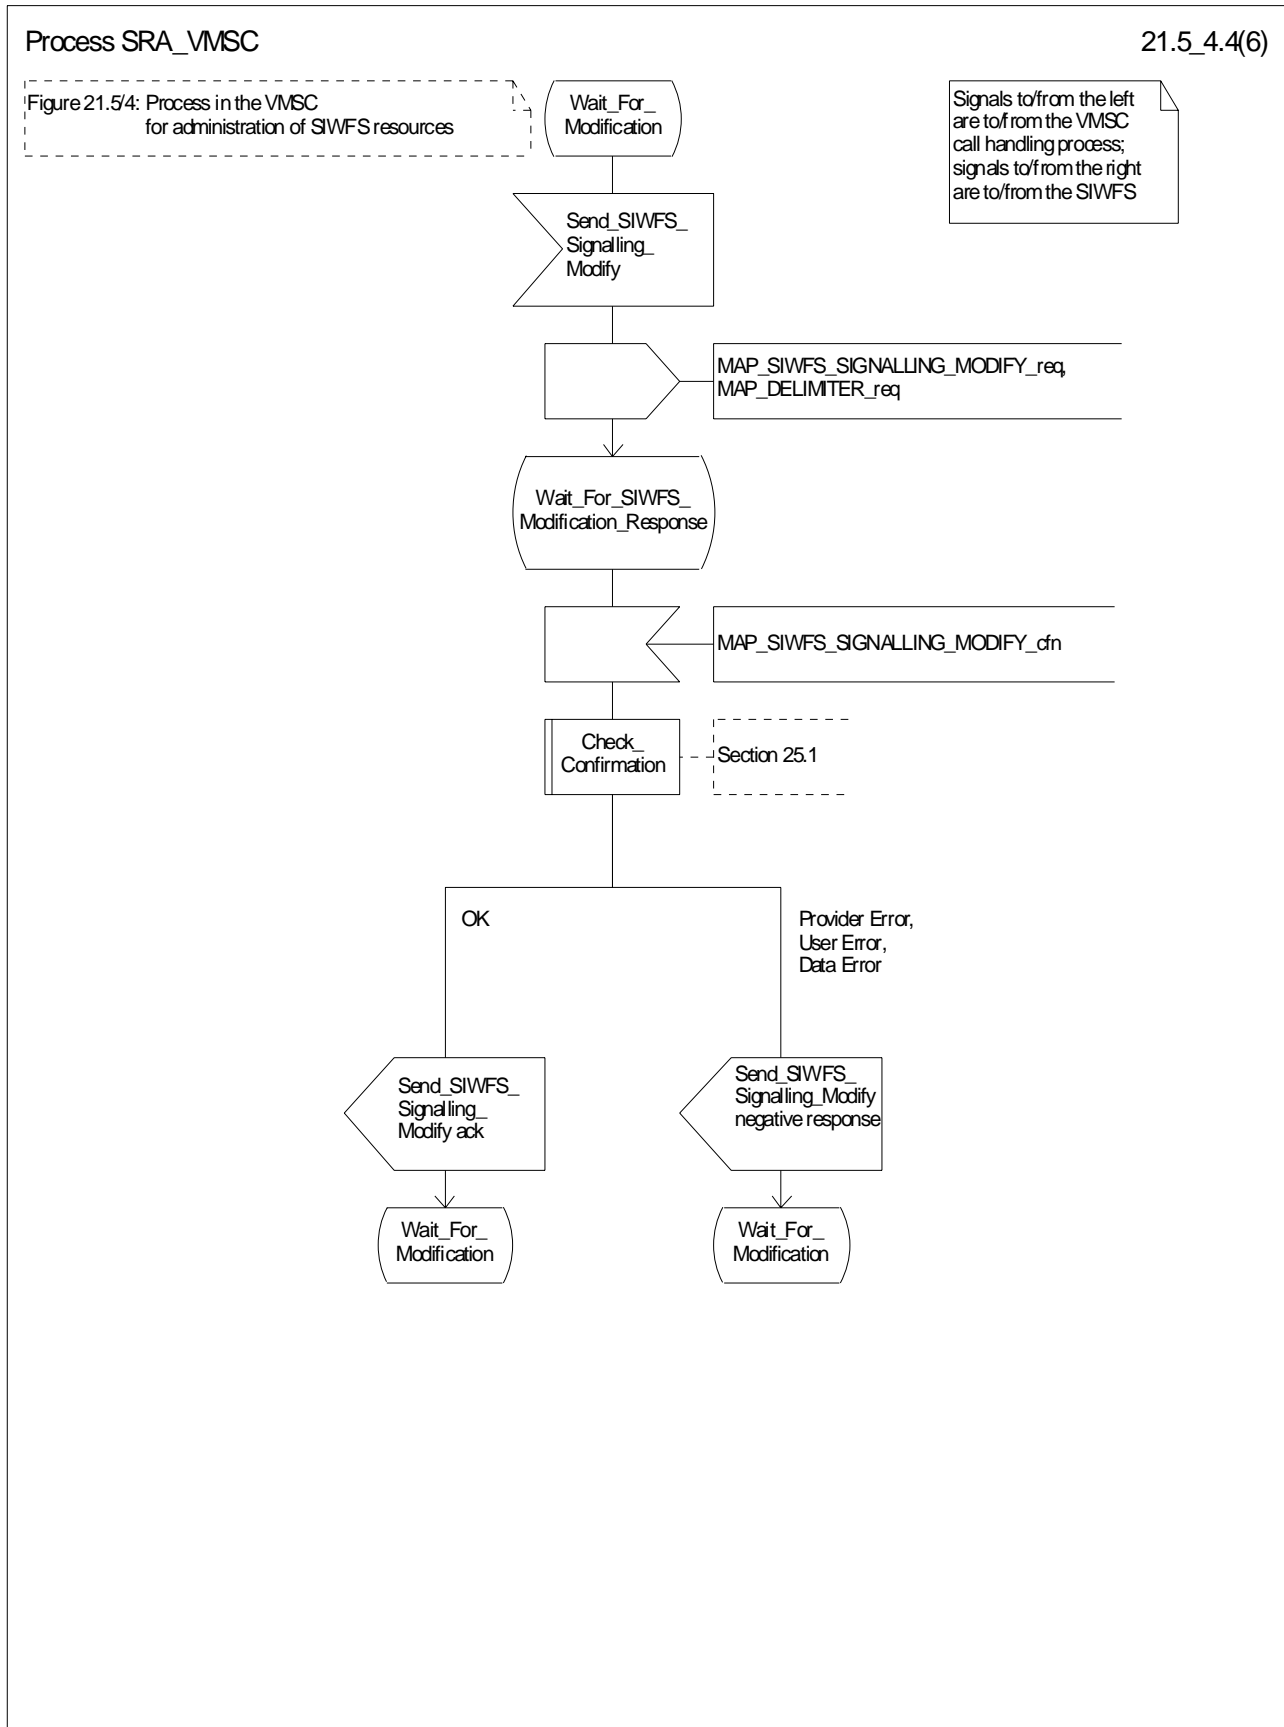 Process SRA_VMSC
21.5_4.4(6)
Figure 21.5/4: Process in the VMSC
for administration of SIWFS resources
Wait_For_
Modification
Signals to/from the left
are to/from the VMSC
call handling process;
signals to/from the right
are to/from the SIWFS
Send_SIWFS_
Signalling_
Modify
MAP_SIWFS_SIGNALLING_MODIFY_req,
MAP_DELIMITER_req
Wait_For_SIWFS_
Modification_Response
MAP_SIWFS_SIGNALLING_MODIFY_cfn
Check_
Confirmation
Section 25.1
OK
Provider Error,
User Error,
Data Error
Send_SIWFS_
Signalling_
Modify ack
Send_SIWFS_
Signalling_Modify
negative response
Wait_For_
Modification
Wait_For_
Modification